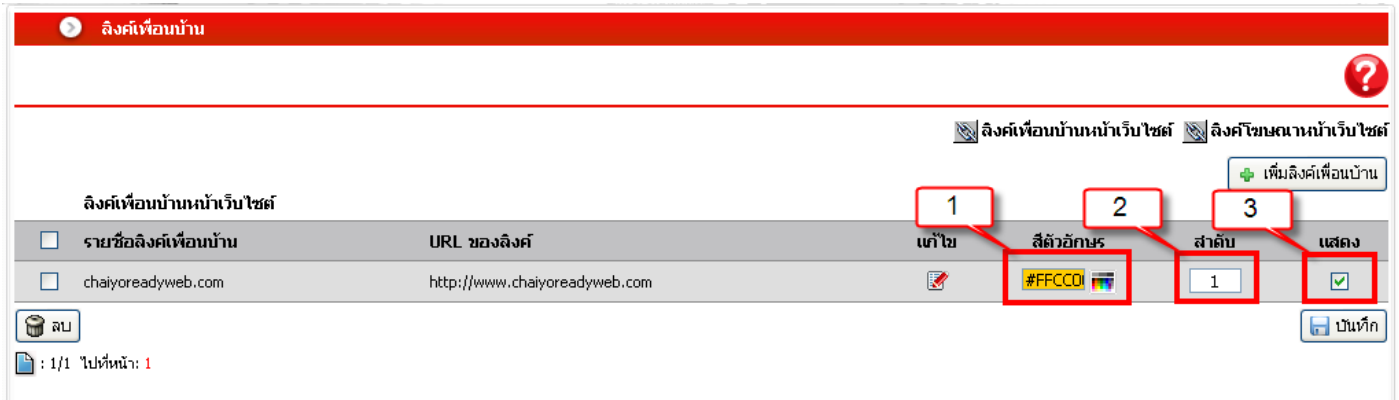 ลิงค์เพื่อนบ้าน
?
ลิงค์เพื่อนบ้านหน้าเว็บไซต์ ลิงค์โฆษณาหน้าเว็บไซต์
เพิ่มลิงค์เพื่อนบ้าน
ลิงค์เพื่อนบ้านหน้าเว็บไซต์
1 2 3
รายชื่อลิงค์เพื่อนบ้าน URL ของลิงค์ แก้ไข สีตัวอักษร ลำดับ แสดง
chaiyoreadyweb.com http://www.chaiyoreadyweb.com #FFCC0 1
ลบ บันทึก
: 1/1 ไปที่หน้า: 1